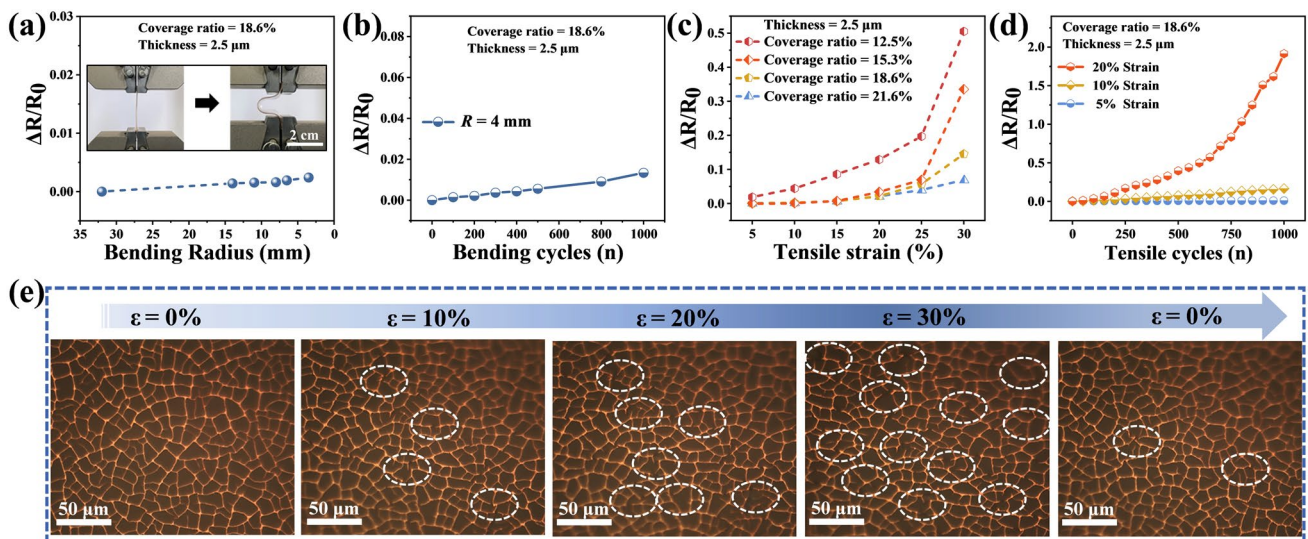 (a)
0.03
0.02
0.01
0.00
ΔR/R0
Coverage ratio = 18.6%
Thickness = 2.5 μm
2 cm
35 30 25 20 15 10 5 0
Bending Radius (mm)
(b)
0.08
0.06
0.04
0.02
0.00
ΔR/R0
Coverage ratio = 18.6%
Thickness = 2.5 μm
R = 4 mm
0 200 400 600 800 1000
Bending cycles (n)
(c)
0.5
0.4
0.3
0.2
0.1
0.0
ΔR/R0
Thickness = 2.5 μm
Coverage ratio = 12.5%
Coverage ratio = 15.3%
Coverage ratio = 18.6%
Coverage ratio = 21.6%
5 10 15 20 25 30
Tensile strain (%)
(d)
Coverage ratio = 18.6%
Thickness = 2.5 μm
2.0
1.5
1.0
0.5
0.0
ΔR/R0
20% Strain
10% Strain
5% Strain
0 250 500 750 1000
Tensile cycles (n)
(e)
ε = 0% ε = 10% ε = 20% ε = 30% ε = 0%
50 μm 50 μm 50 μm 50 μm 50 μm